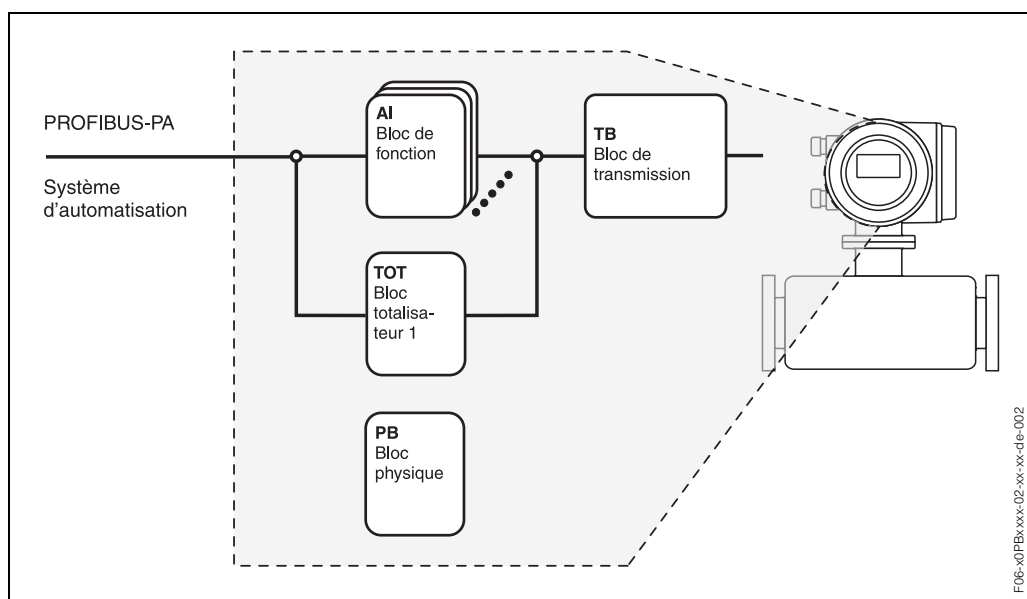 PROFIBUS-PA
Système
d'automatisation
AI
Bloc de
fonction
TB
Bloc de
transmission
TOT
Bloc
totalisa-
teur 1
PB
Bloc
physique
F06-x0PBxxxx-02-xx-xx-de-002